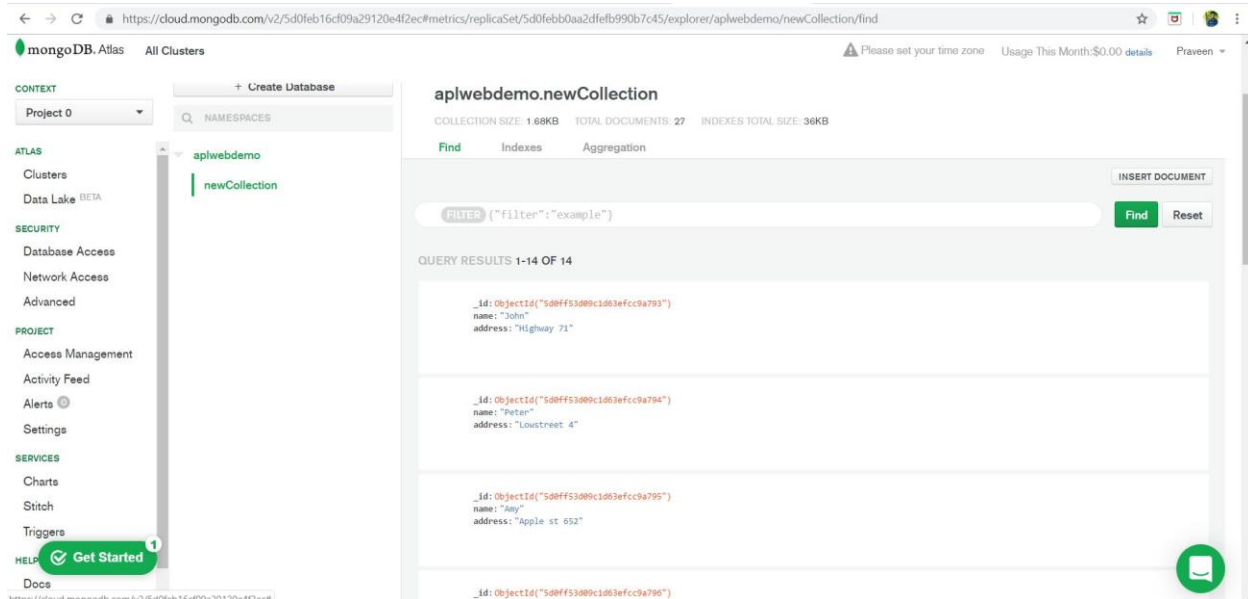 https://cloud.mongodb.com/v2/5d0feb16cf09a29120e4f2ec#metrics/replicaSet/5d0febb0aa2dfefb990b7c45/explorer/aplwebdemo/newCollection/find
mongoDB. Atlas All Clusters
Please set your time zone Usage This Month:$0.00 details Praveen
CONTEXT
Project 0
ATLAS
Clusters
Data Lake BETA
SECURITY
Database Access
Network Access
Advanced
PROJECT
Access Management
Activity Feed
Alerts 0
Settings
SERVICES
Charts
Stitch
Triggers
HELP
Docs
Get Started 1
+ Create Database
NAMESPACES
aplwebdemo
newCollection
aplwebdemo.newCollection
COLLECTION SIZE: 1.68KB TOTAL DOCUMENTS: 27 INDEXES TOTAL SIZE: 36KB
Find Indexes Aggregation
INSERT DOCUMENT
FILTER {"filter":"example"}
Find Reset
QUERY RESULTS 1-14 OF 14
_id: ObjectId("5d0ff53d09c1d63efcc9a793")
name: "John"
address: "Highway 71"
_id: ObjectId("5d0ff53d09c1d63efcc9a794")
name: "Peter"
address: "Lowstreet 4"
_id: ObjectId("5d0ff53d09c1d63efcc9a795")
name: "Amy"
address: "Apple st 652"
_id: ObjectId("5d0ff53d09c1d63efcc9a796")